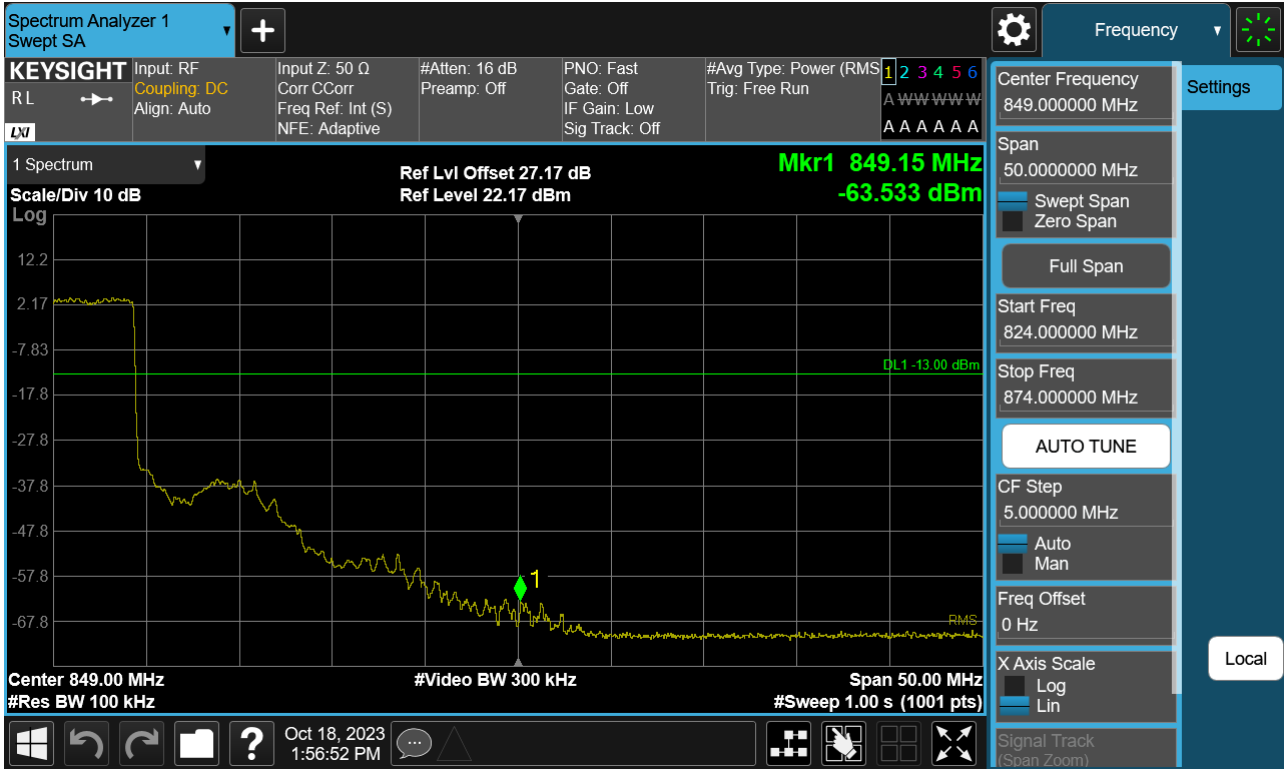 Spectrum Analyzer 1
Swept SA
Frequency
KEYSIGHT
R L
LXI
Input: RF
Coupling: DC
Align: Auto
Input Z: 50 Ω
Corr CCorr
Freq Ref: Int (S)
NFE: Adaptive
#Atten: 16 dB
Preamp: Off
PNO: Fast
Gate: Off
IF Gain: Low
Sig Track: Off
#Avg Type: Power (RMS
Trig: Free Run
1 2 3 4 5 6
A W W W W W
A A A A A A
1 Spectrum
Scale/Div 10 dB
Log
Ref Lvl Offset 27.17 dB
Ref Level 22.17 dBm
Mkr1 849.15 MHz
-63.533 dBm
12.2
2.17
-7.83
DL1 -13.00 dBm
-17.8
-27.8
-37.8
-47.8
-57.8
1
-67.8
RMS
Center 849.00 MHz
#Video BW 300 kHz
Span 50.00 MHz
#Res BW 100 kHz
#Sweep 1.00 s (1001 pts)
Center Frequency
849.000000 MHz
Settings
Span
50.0000000 MHz
Swept Span
Zero Span
Full Span
Start Freq
824.000000 MHz
Stop Freq
874.000000 MHz
AUTO TUNE
CF Step
5.000000 MHz
Auto
Man
Freq Offset
0 Hz
X Axis Scale
Log
Lin
Local
Signal Track
(Span Zoom)
?
Oct 18, 2023
1:56:52 PM